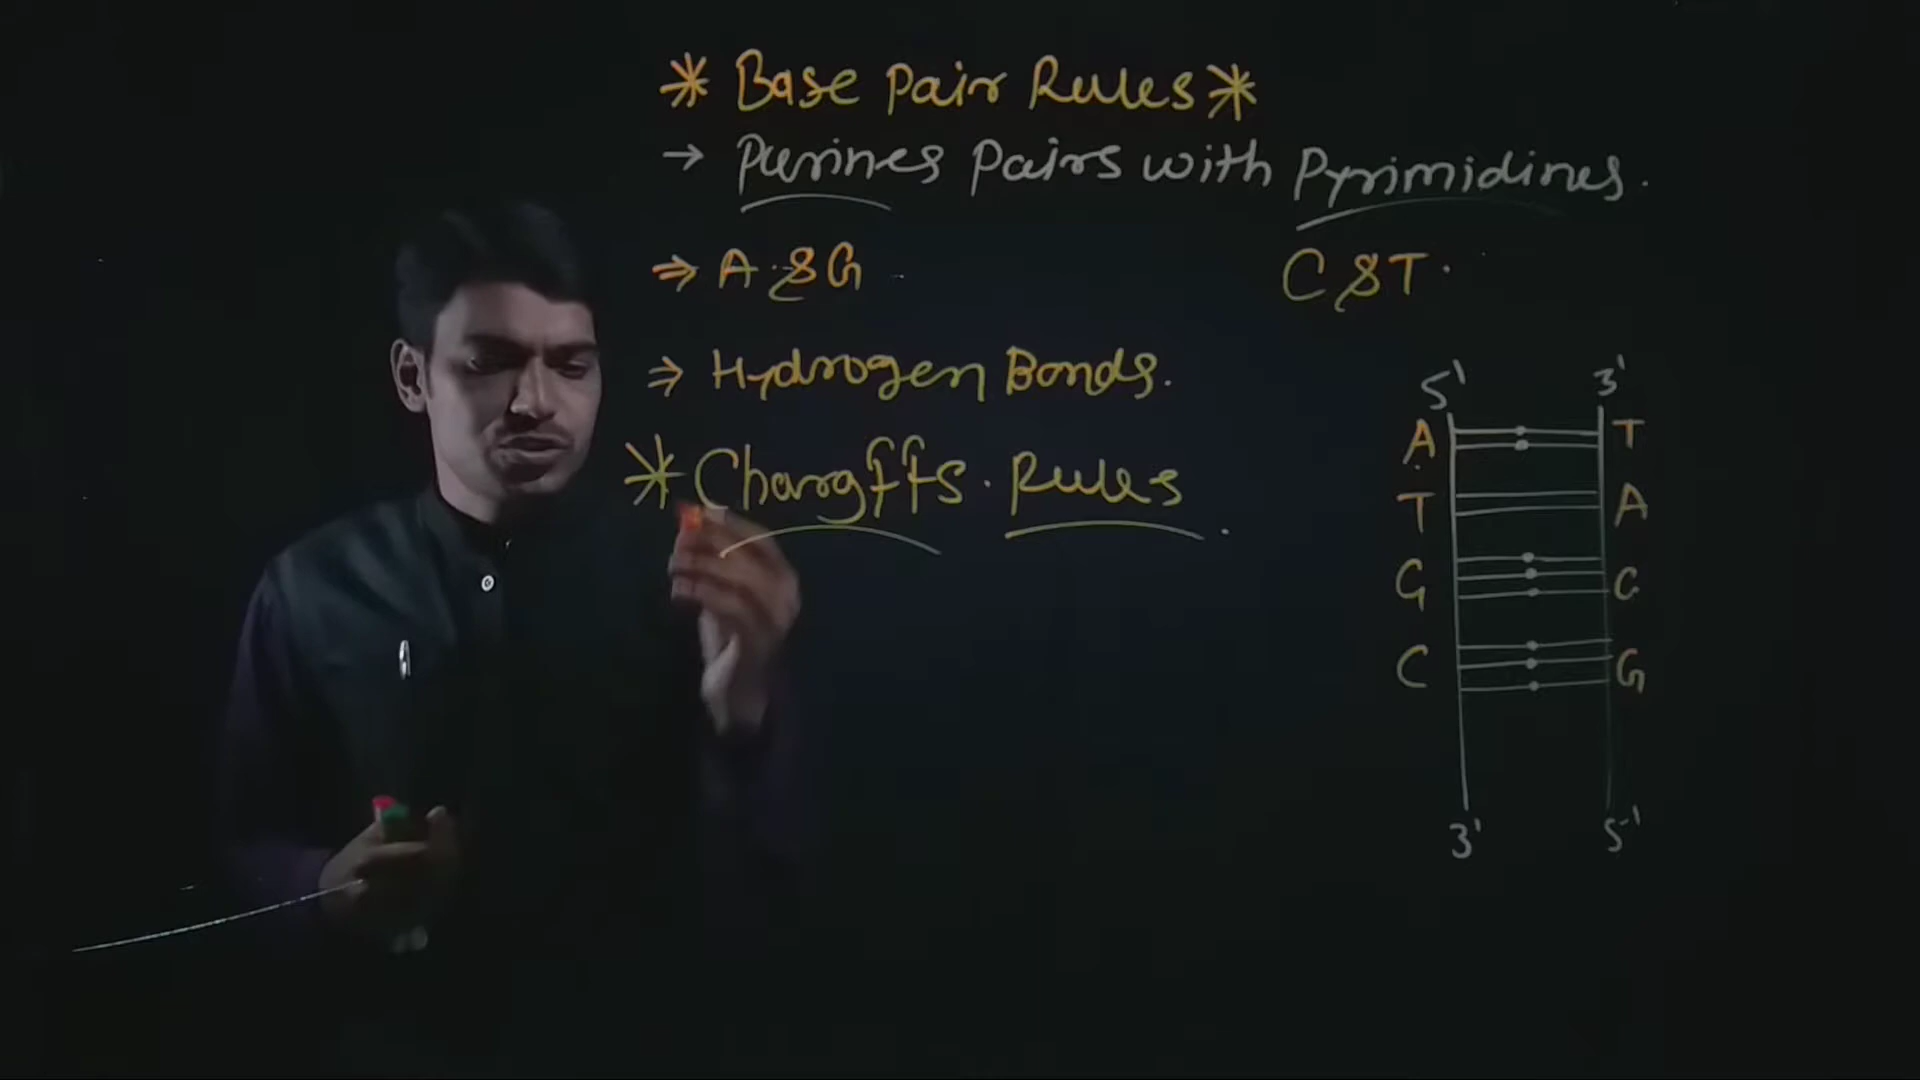 * Base Pair Rules *
→ Purines Pairs with Pyrimidines.
⇒ A & G C & T.
⇒ Hydrogen Bonds.
* Chargffs. Rules.
5' 3'
A T
T A
G C
C G
3' 5'